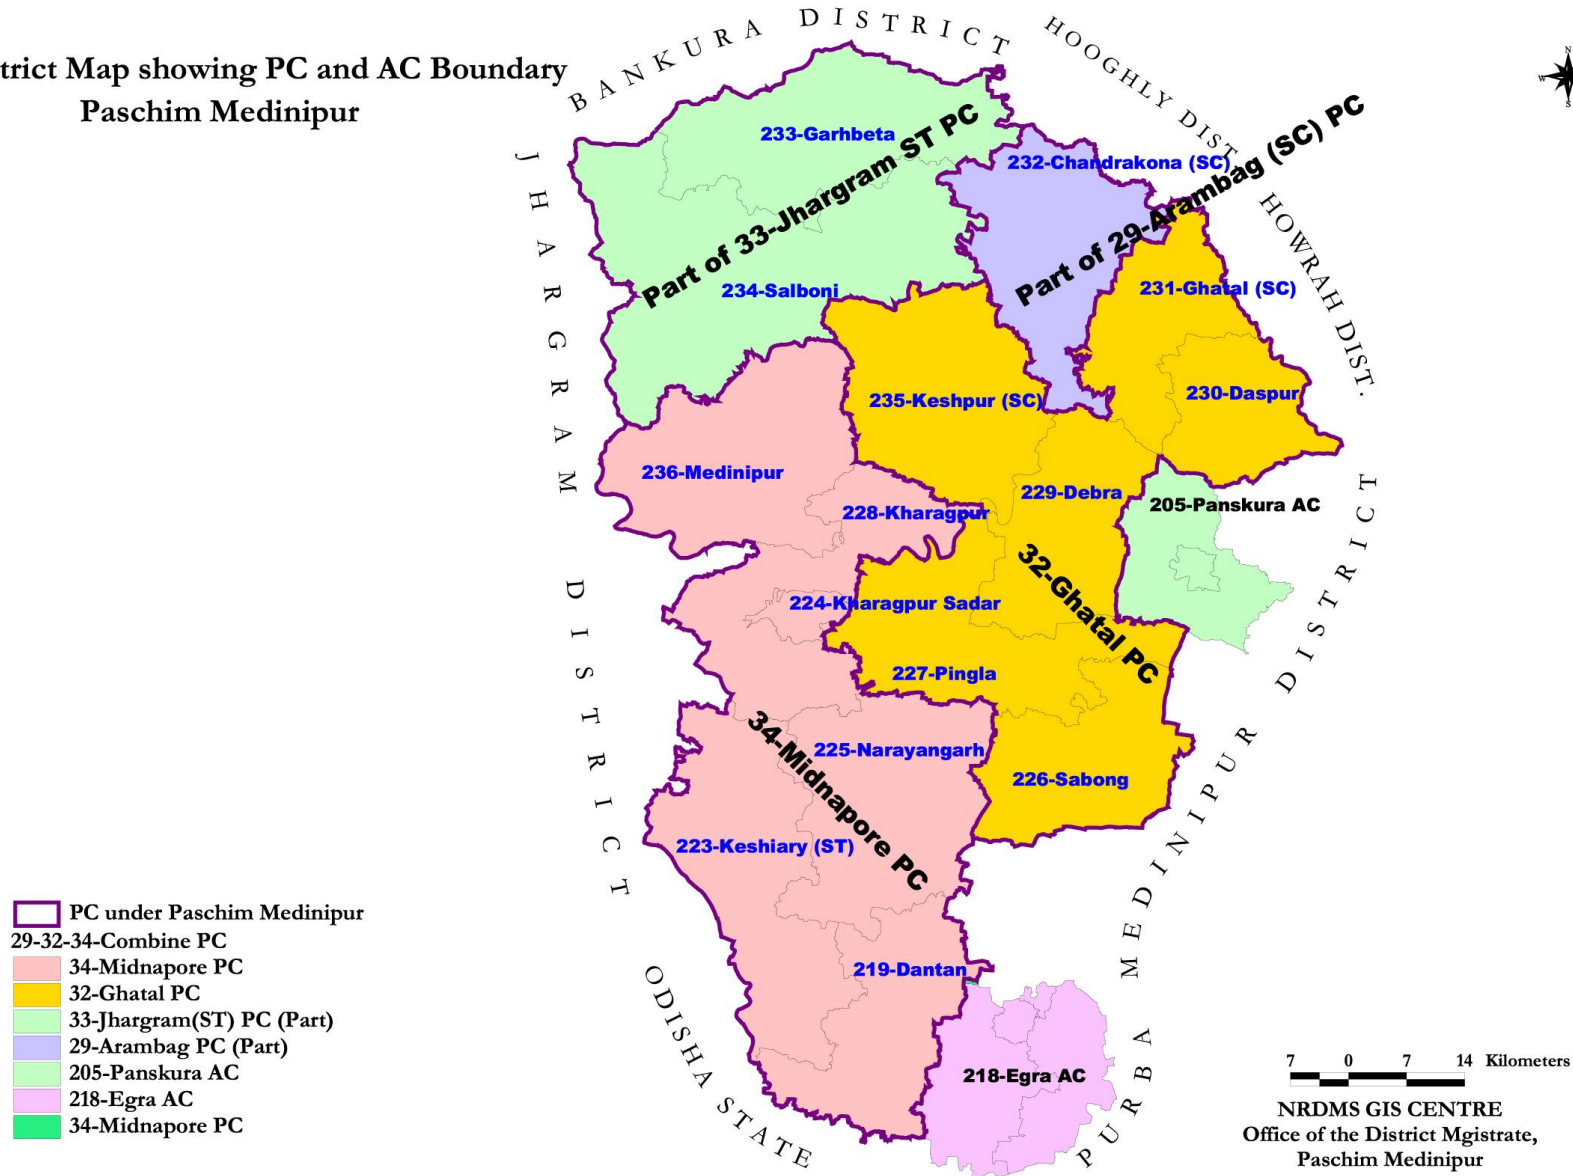 trict Map showing PC and AC Boundary
Paschim Medinipur
BANKURA DISTRICT
HOOGHLY DIST.
HOWRAH DIST.
JHARGRAM DISTRICT
N
W
S
233-Garhbeta
232-Chandrakona (SC)
Part of 33-Jhargram ST PC
Part of 29-Arambag (SC) PC
234-Salboni
231-Ghatal (SC)
235-Keshpur (SC)
230-Daspur
236-Medinipur
229-Debra
205-Panskura AC
228-Kharagpur
32-Ghatal PC
224-Kharagpur Sadar
227-Pingla
34-Midnapore PC
225-Narayangarh
226-Sabong
223-Keshiary (ST)
219-Dantan
218-Egra AC
ODISHA STATE
PURBA MEDINIPUR DISTRICT
PC under Paschim Medinipur
29-32-34-Combine PC
34-Midnapore PC
32-Ghatal PC
33-Jhargram(ST) PC (Part)
29-Arambag PC (Part)
205-Panskura AC
218-Egra AC
34-Midnapore PC
7 0 7 14 Kilometers
NRDMS GIS CENTRE
Office of the District Mgistrate,
Paschim Medinipur